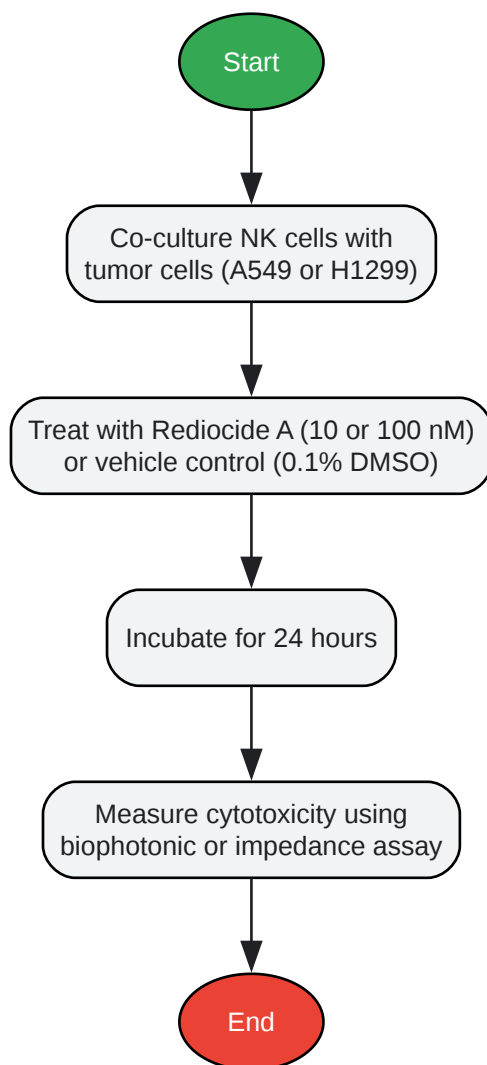 Start
Co-culture NK cells with
tumor cells (A549 or H1299)
Treat with Rediocide A (10 or 100 nM)
or vehicle control (0.1% DMSO)
Incubate for 24 hours
Measure cytotoxicity using
biophotonic or impedance assay
End